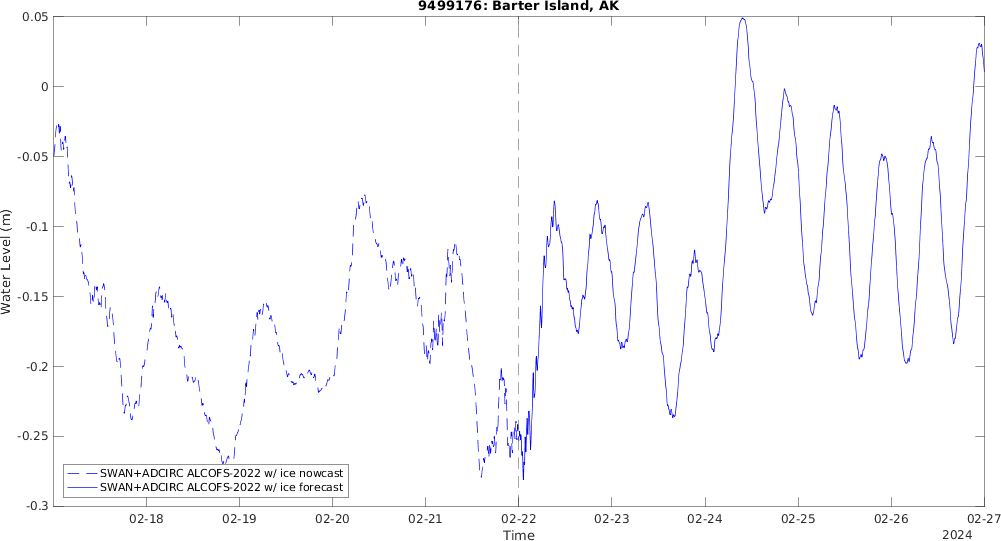 9499176: Barter Island, AK
0.05
0
-0.05
-0.1
-0.15
-0.2
-0.25
-0.3
Water Level (m)
SWAN+ADCIRC ALCOFS-2022 w/ ice nowcast
SWAN+ADCIRC ALCOFS-2022 w/ ice forecast
02-18 02-19 02-20 02-21 02-22 02-23 02-24 02-25 02-26 02-27
Time
2024